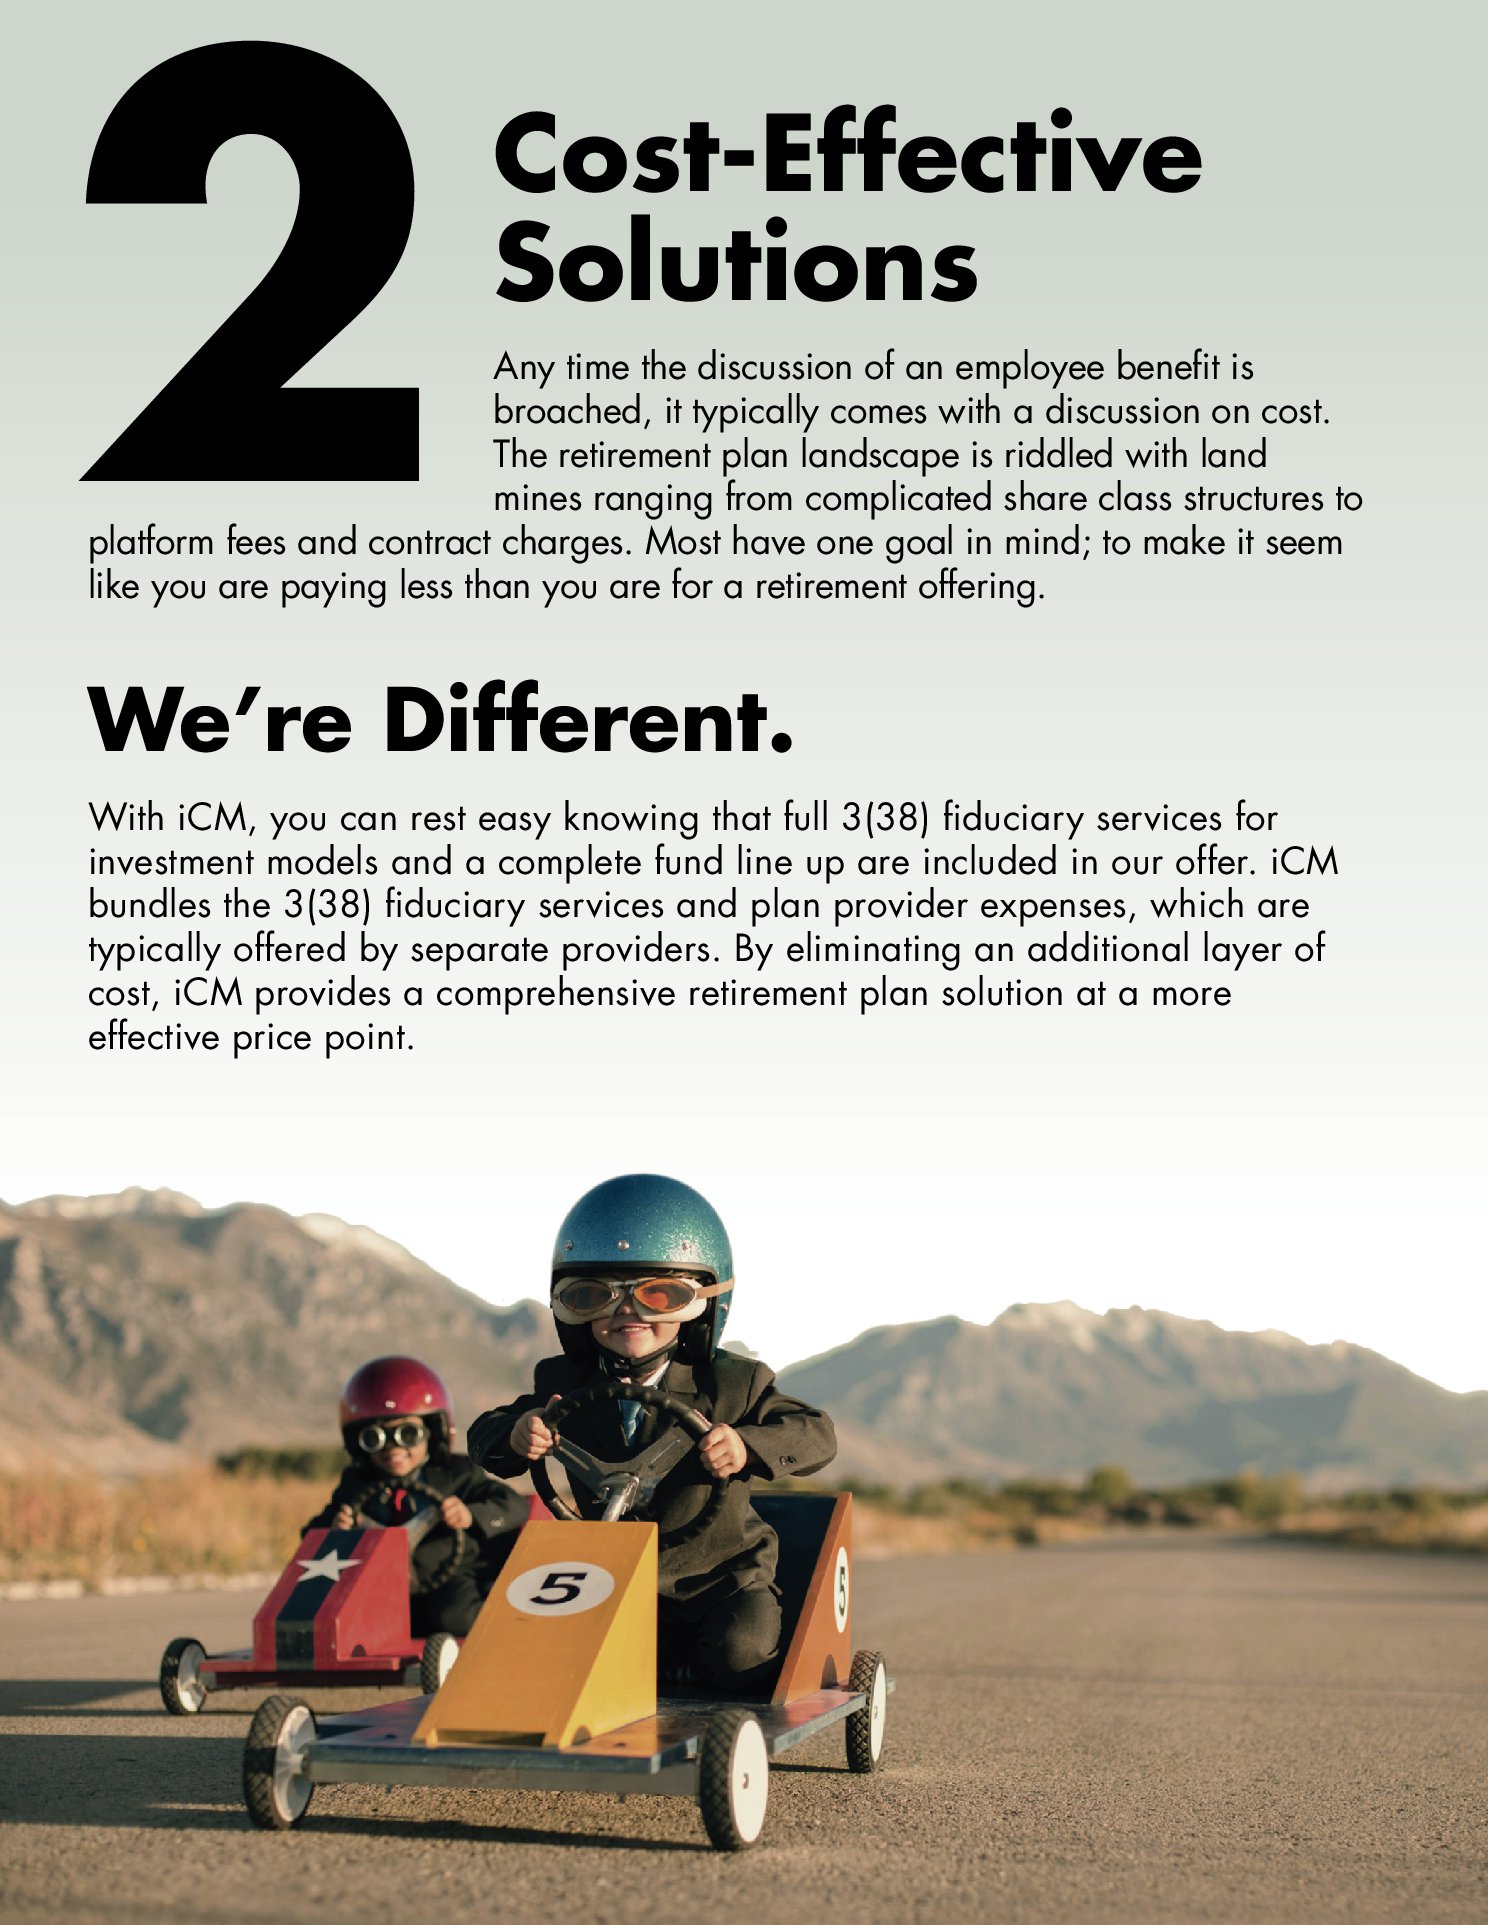 2
Cost-Effective
Solutions
Any time the discussion of an employee benefit is
broached, it typically comes with a discussion on cost.
The retirement plan landscape is riddled with land
mines ranging from complicated share class structures to
platform fees and contract charges. Most have one goal in mind; to make it seem
like you are paying less than you are for a retirement offering.
We're Different.
With iCM, you can rest easy knowing that full 3(38) fiduciary services for
investment models and a complete fund line up are included in our offer. iCM
bundles the 3(38) fiduciary services and plan provider expenses, which are
typically offered by separate providers. By eliminating an additional layer of
cost, iCM provides a comprehensive retirement plan solution at a more
effective price point.
5
5